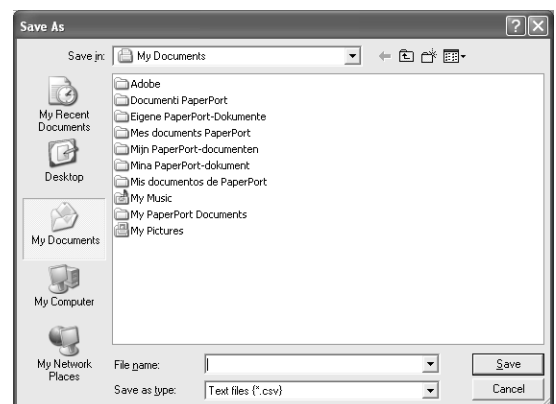 Save As
Save in:
My Documents
My Recent
Documents
Desktop
My Documents
My Computer
My Network
Places
Adobe
Documenti PaperPort
Eigene PaperPort-Dokumente
Mes documents PaperPort
Mijn PaperPort-documenten
Mina PaperPort-dokument
Mis documentos de PaperPort
My Music
My PaperPort Documents
My Pictures
File name:
Save
Save as type:
Text files {*.csv}
Cancel